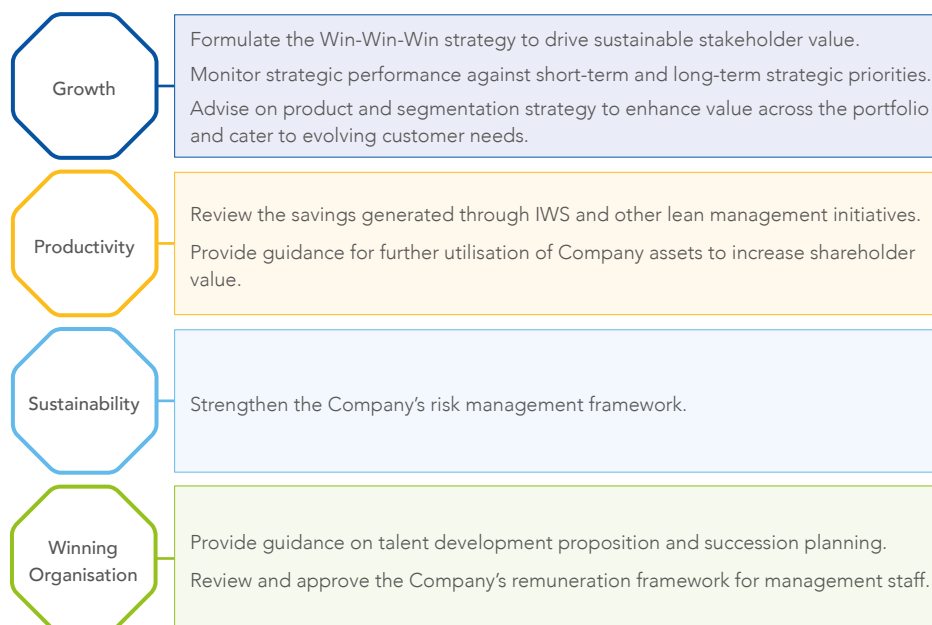 Growth
Formulate the Win-Win-Win strategy to drive sustainable stakeholder value.
Monitor strategic performance against short-term and long-term strategic priorities.
Advise on product and segmentation strategy to enhance value across the portfolio
and cater to evolving customer needs.
Productivity
Review the savings generated through IWS and other lean management initiatives.
Provide guidance for further utilisation of Company assets to increase shareholder
value.
Sustainability
Strengthen the Company’s risk management framework.
Winning
Organisation
Provide guidance on talent development proposition and succession planning.
Review and approve the Company’s remuneration framework for management staff.